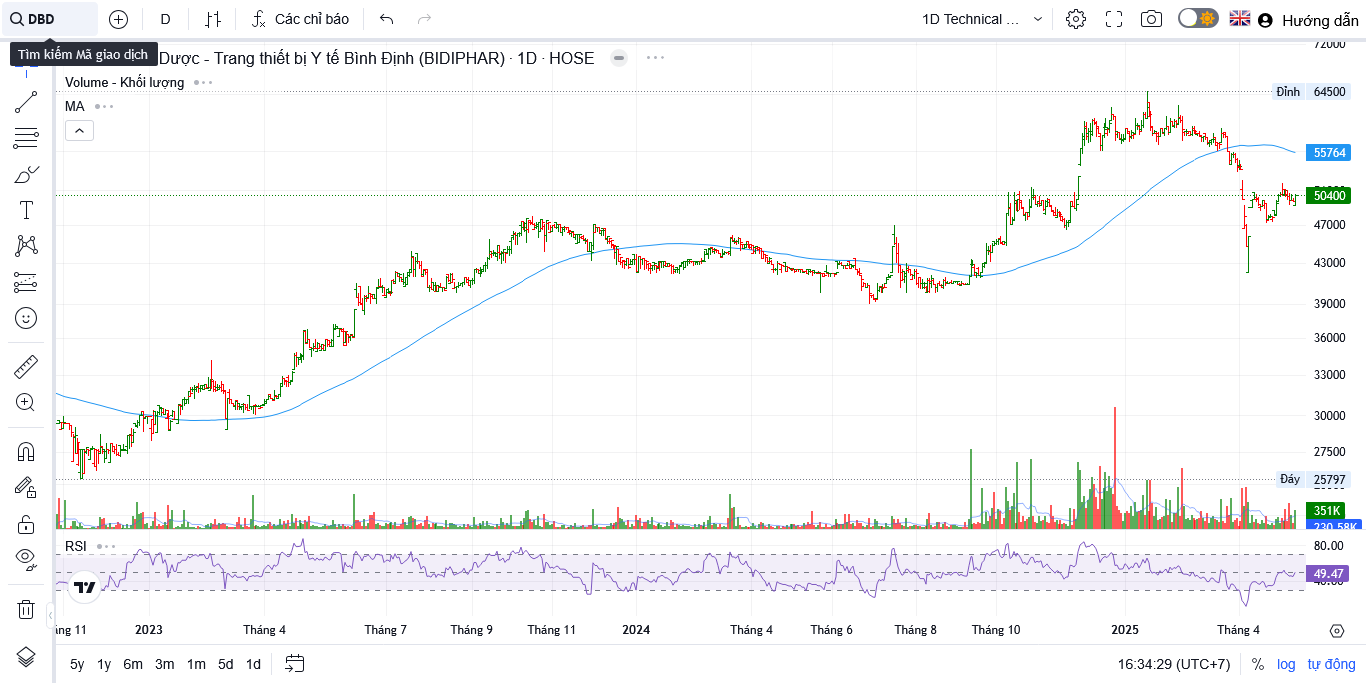 DBD
D
Các chỉ báo
1D Technical ...
Hướng dẫn
Tìm kiếm Mã giao dịch
Dược - Trang thiết bị Y tế Bình Định (BIDIPHAR) · 1D · HOSE
Volume - Khối lượng
MA
72000
Đỉnh 64500
55764
50400
47000
43000
39000
36000
33000
30000
27500
Đáy 25797
351K
230.58K
RSI
80.00
49.47
40.00
ng 11 2023 Tháng 4 Tháng 7 Tháng 9 Tháng 11 2024 Tháng 4 Tháng 6 Tháng 8 Tháng 10 2025 Tháng 4
5y 1y 6m 3m 1m 5d 1d
16:34:29 (UTC+7) % log tự động